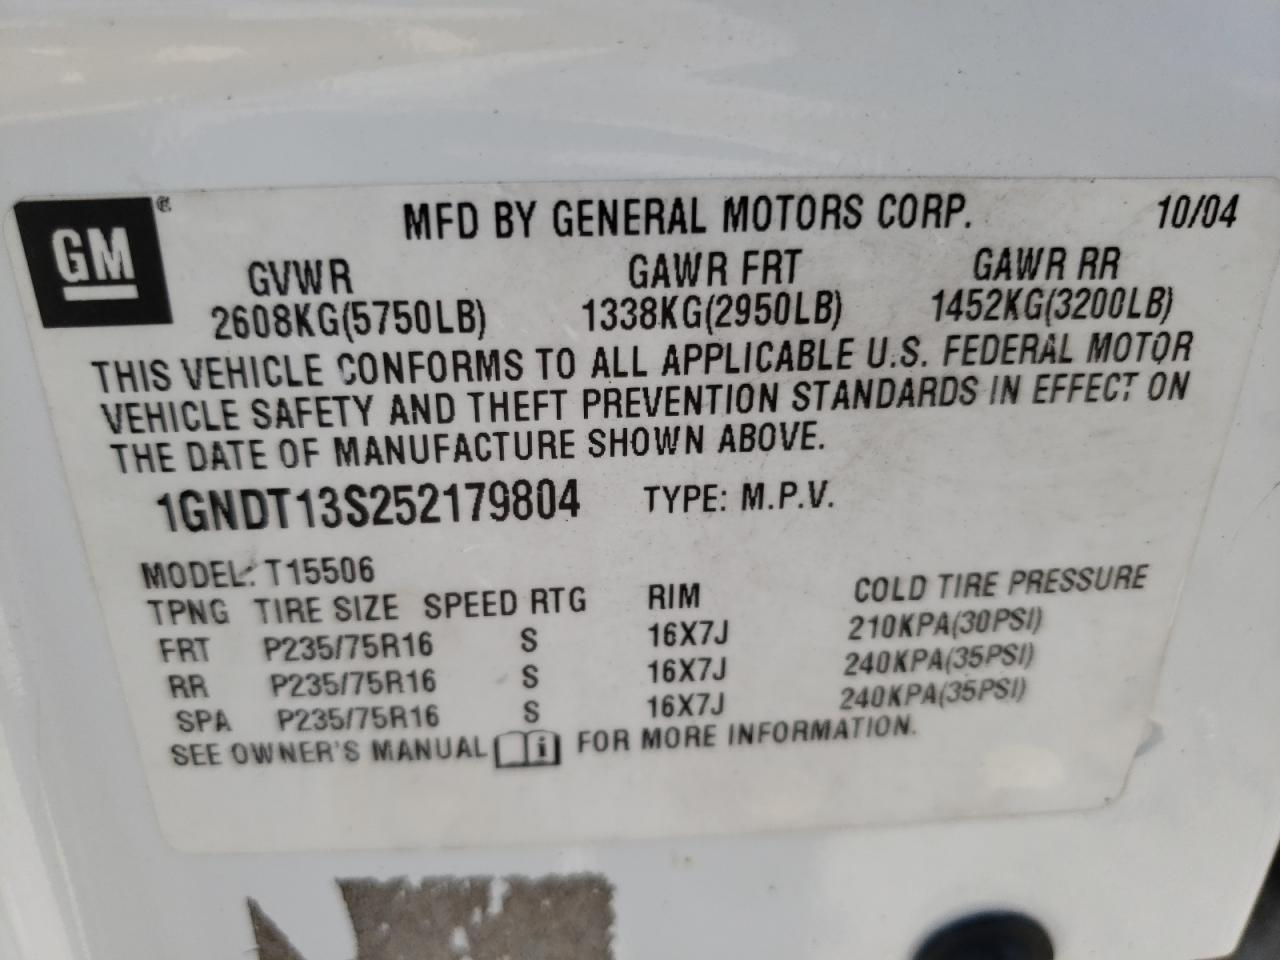 GM ® MFD BY GENERAL MOTORS CORP. 10/04
GVWR GAWR FRT GAWR RR
2608KG(5750LB) 1338KG(2950LB) 1452KG(3200LB)
THIS VEHICLE CONFORMS TO ALL APPLICABLE U.S. FEDERAL MOTOR
VEHICLE SAFETY AND THEFT PREVENTION STANDARDS IN EFFECT ON
THE DATE OF MANUFACTURE SHOWN ABOVE.
1GNDT13S252179804 TYPE: M.P.V.
MODEL: T15506
TPNG TIRE SIZE SPEED RTG RIM COLD TIRE PRESSURE
FRT P235/75R16 S 16X7J 210KPA(30PSI)
RR P235/75R16 S 16X7J 240KPA(35PSI)
SPA P235/75R16 S 16X7J 240KPA(35PSI)
SEE OWNER'S MANUAL i FOR MORE INFORMATION.